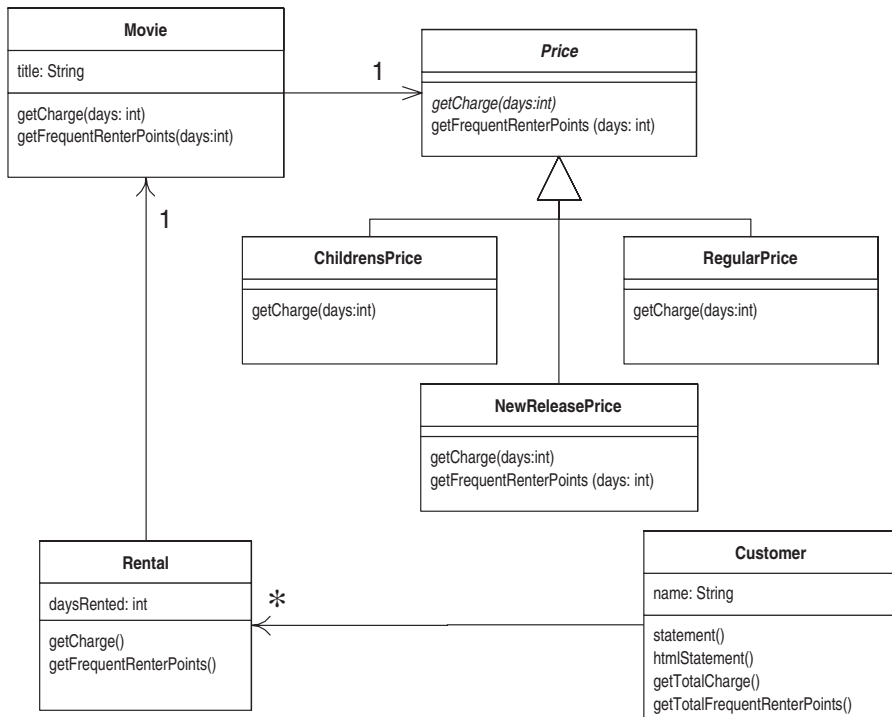 Movie
title: String
getCharge(days: int)
getFrequentRenterPoints(days:int)
1
Price
getCharge(days:int)
getFrequentRenterPoints (days: int)
1
ChildrensPrice
getCharge(days:int)
RegularPrice
getCharge(days:int)
NewReleasePrice
getCharge(days:int)
getFrequentRenterPoints (days: int)
Rental
daysRented: int
getCharge()
getFrequentRenterPoints()
*
Customer
name: String
statement()
htmlStatement()
getTotalCharge()
getTotalFrequentRenterPoints()